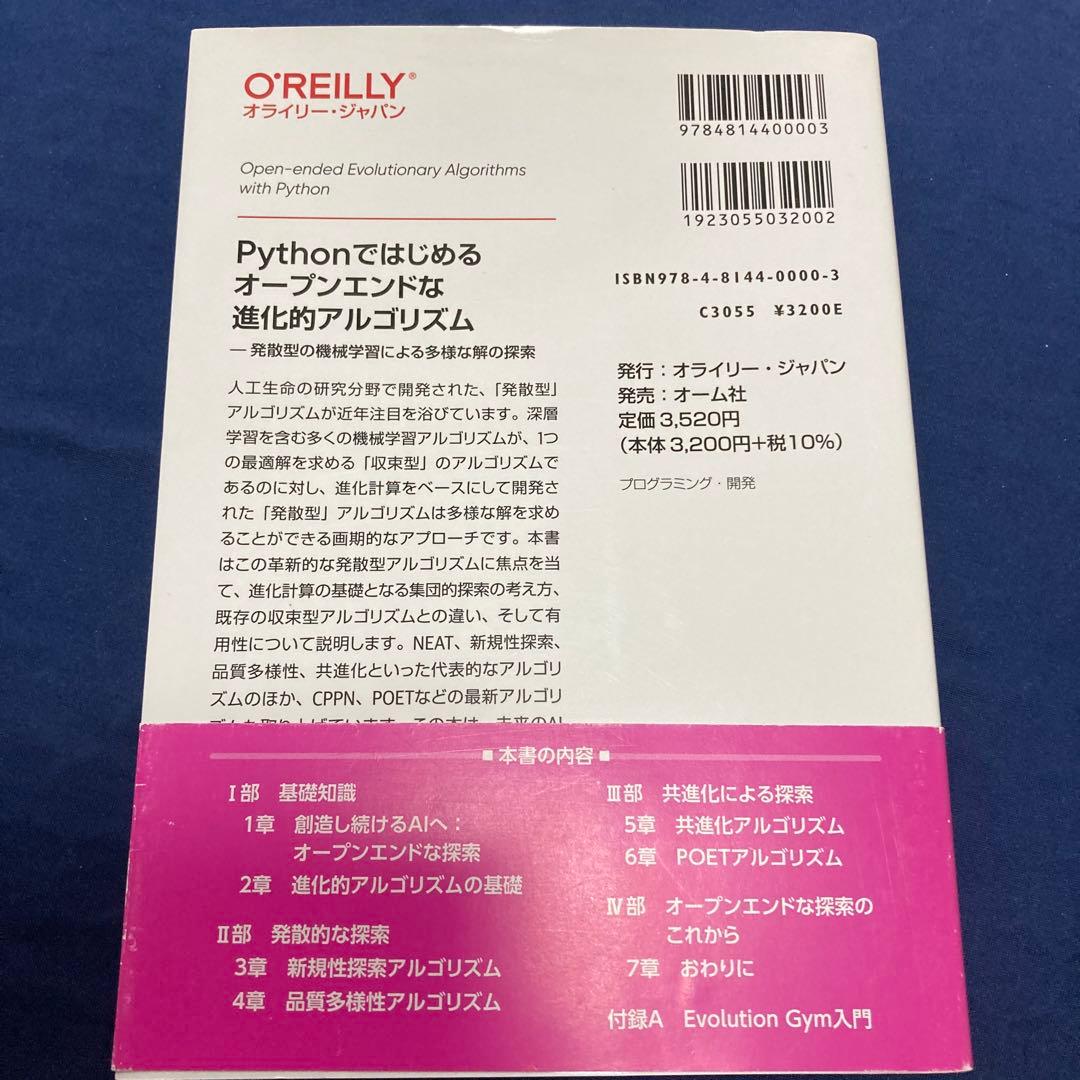 O'REILLY®
オライリー・ジャパン
Open-ended Evolutionary Algorithms
with Python
Pythonではじめる
オープンエンドな
進化的アルゴリズム
― 発散型の機械学習による多様な解の探索
人工生命の研究分野で開発された、「発散型」
アルゴリズムが近年注目を浴びています。深層
学習を含む多くの機械学習アルゴリズムが、1つ
の最適解を求める「収束型」のアルゴリズムで
あるのに対し、進化計算をベースにして開発さ
れた「発散型」アルゴリズムは多様な解を求め
ることができる画期的なアプローチです。本書
はこの革新的な発散型アルゴリズムに焦点を当
て、進化計算の基礎となる集団的探索の考え方、
既存の収束型アルゴリズムとの違い、そして有
用性について説明します。NEAT、新規性探索、
品質多様性、共進化といった代表的なアルゴリ
ズムのほか、CPPN、POETなどの最新アルゴリ
ズムも取り上げています。この本は、未来のAI
9784814400003
1923055032002
ISBN978-4-8144-0000-3
C3055 ¥3200E
発行：オライリー・ジャパン
発売：オーム社
定価3,520円
（本体3,200円+税10%）
プログラミング・開発
■本書の内容■
I部 基礎知識
1章 創造し続けるAIへ：
オープンエンドな探索
2章 進化的アルゴリズムの基礎
II部 発散的な探索
3章 新規性探索アルゴリズム
4章 品質多様性アルゴリズム
III部 共進化による探索
5章 共進化アルゴリズム
6章 POETアルゴリズム
IV部 オープンエンドな探索の
これから
7章 おわりに
付録A Evolution Gym入門